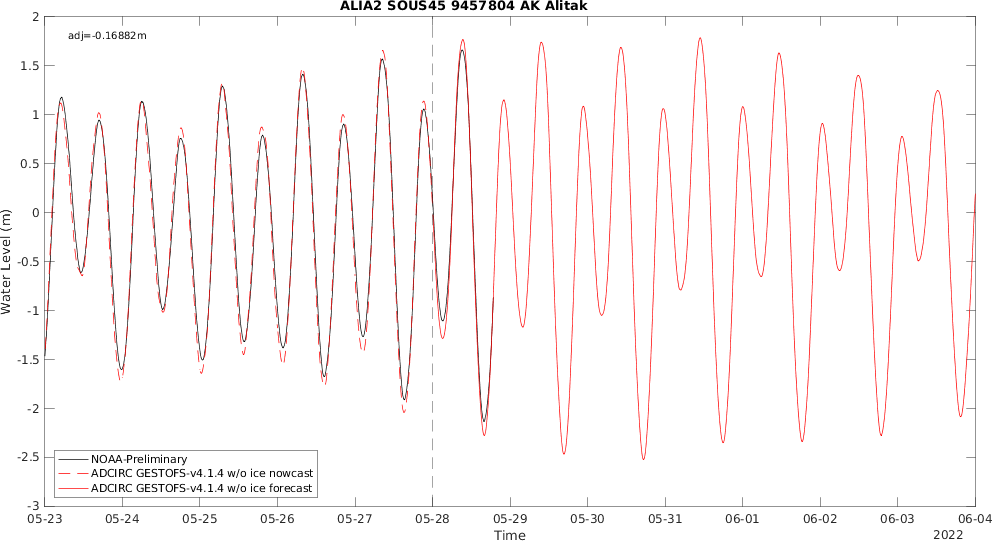 ALIA2 SOUS45 9457804 AK Alitak
adj=-0.16882m
2
1.5
1
0.5
0
-0.5
-1
-1.5
-2
-2.5
-3
Water Level (m)
NOAA-Preliminary
ADCIRC GESTOFS-v4.1.4 w/o ice nowcast
ADCIRC GESTOFS-v4.1.4 w/o ice forecast
05-23 05-24 05-25 05-26 05-27 05-28 05-29 05-30 05-31 06-01 06-02 06-03 06-04
Time
2022